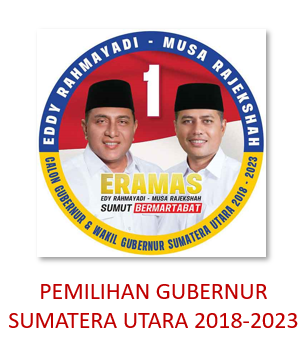 EDDY RAHMAYADI - MUSA RAJEKSHAH
1
ERAMAS
EDY RAHMAYADI - MUSA RAJEKSHAH
SUMUT BERMARTABAT
CALON GUBERNUR & WAKIL GUBERNUR SUMATERA UTARA 2018 - 2023
PEMILIHAN GUBERNUR
SUMATERA UTARA 2018-2023